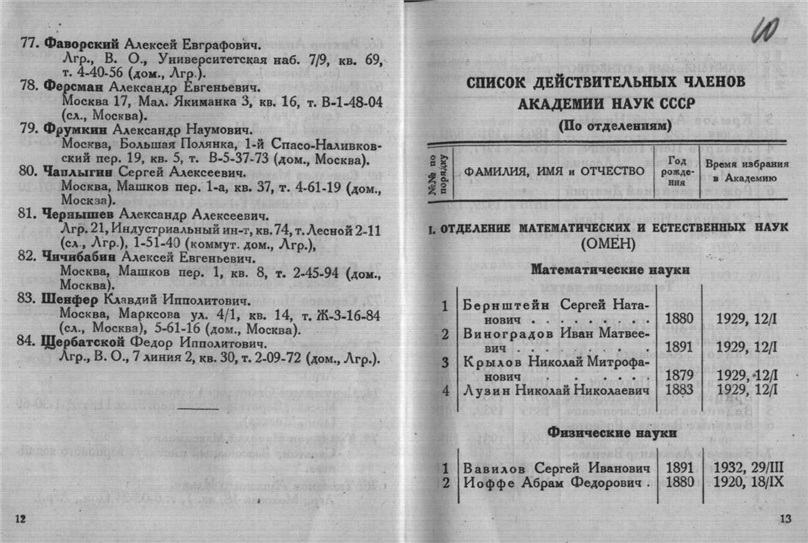 77. Фаворский Алексей Евграфович.
Лгр., В. О., Университетская наб. 7/9, кв. 69,
т. 4-40-56 (дом., Лгр.).
78. Ферсман Александр Евгеньевич.
Москва 17, Мал. Якиманка 3, кв. 16, т. В-1-48-04
(сл., Москва).
79. Фрумкин Александр Наумович.
Москва, Большая Полянка, 1-й Спасо-Наливков-
ский пер. 19, кв. 5, т. В-5-37-73 (дом., Москва).
80. Чаплыгин Сергей Алексеевич.
Москва, Машков пер. 1-а, кв. 37, т. 4-61-19 (дом.,
Москва).
81. Чернышев Александр Алексеевич.
Лгр. 21, Индустриальный ин-т, кв. 74, т. Лесной 2-11
(сл., Лгр.), 1-51-40 (коммут. дом., Лгр.),
82. Чичибабин Алексей Евгеньевич.
Москва, Машков пер. 1, кв. 8, т. 2-45-94 (дом.,
Москва).
83. Шенфер Клавдий Ипполитович.
Москва, Марксова ул. 4/1, кв. 14, т. Ж-3-16-84
(сл., Москва), 5-61-16 (дом., Москва).
84. Щербатской Федор Ипполитович.
Лгр., В. О., 7 линия 2, кв. 30, т. 2-09-72 (дом., Лгр.).
12
10
СПИСОК ДЕЙСТВИТЕЛЬНЫХ ЧЛЕНОВ
АКАДЕМИИ НАУК СССР
(По отделениям)
№№ по порядку ФАМИЛИЯ, ИМЯ и ОТЧЕСТВО Год рожде- ния Время избрания в Академию
I. ОТДЕЛЕНИЕ МАТЕМАТИЧЕСКИХ И ЕСТЕСТВЕННЫХ НАУК
(ОМЕН)
Математические науки
1 Бернштейн Сергей Ната-
нович . . . . . . . . 1880 1929, 12/I
2 Виноградов Иван Матвее-
вич . . . . . . . . . 1891 1929, 12/I
3 Крылов Николай Митрофа-
нович . . . . . . . 1879 1929, 12/I
4 Лузин Николай Николаевич 1883 1929, 12/I
Физические науки
1 Вавилов Сергей Иванович 1891 1932, 29/III
2 Иоффе Абрам Федорович . 1880 1920, 18/IX
13